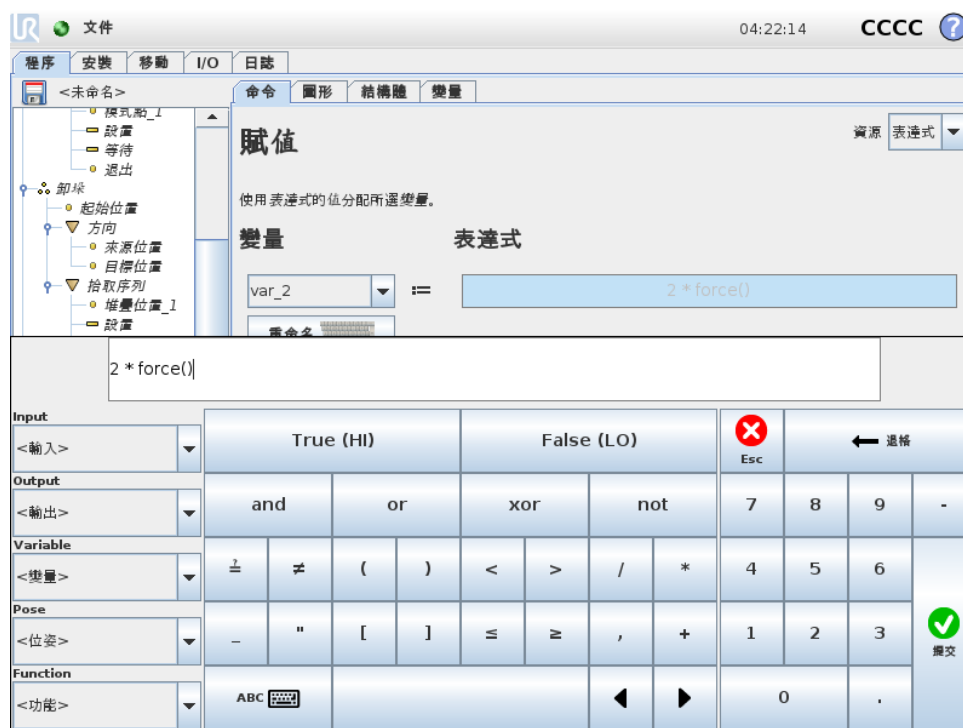 UR 文件 04:22:14 CCCC ?
程序 安裝 移動 I/O 日誌
<未命名> 命令 圖形 結構體 變量
模式點_1
設置
等待
退出
卸垛
起始位置
方向
來源位置
目標位置
拾取序列
堆疊位置_1
設置
賦值
資源 表達式
使用表達式的值分配所選變量。
變量 表達式
var_2 := 2 * force()
重命名
2 * force()
Input
<輸入>
Output
<輸出>
Variable
<變量>
Pose
<位姿>
Function
<功能>
True (HI) False (LO) Esc 退格
and or xor not 7 8 9 -
≟ ≠ ( ) < > / * 4 5 6
_ " [ ] ≤ ≥ , + 1 2 3 提交
ABC 0 .